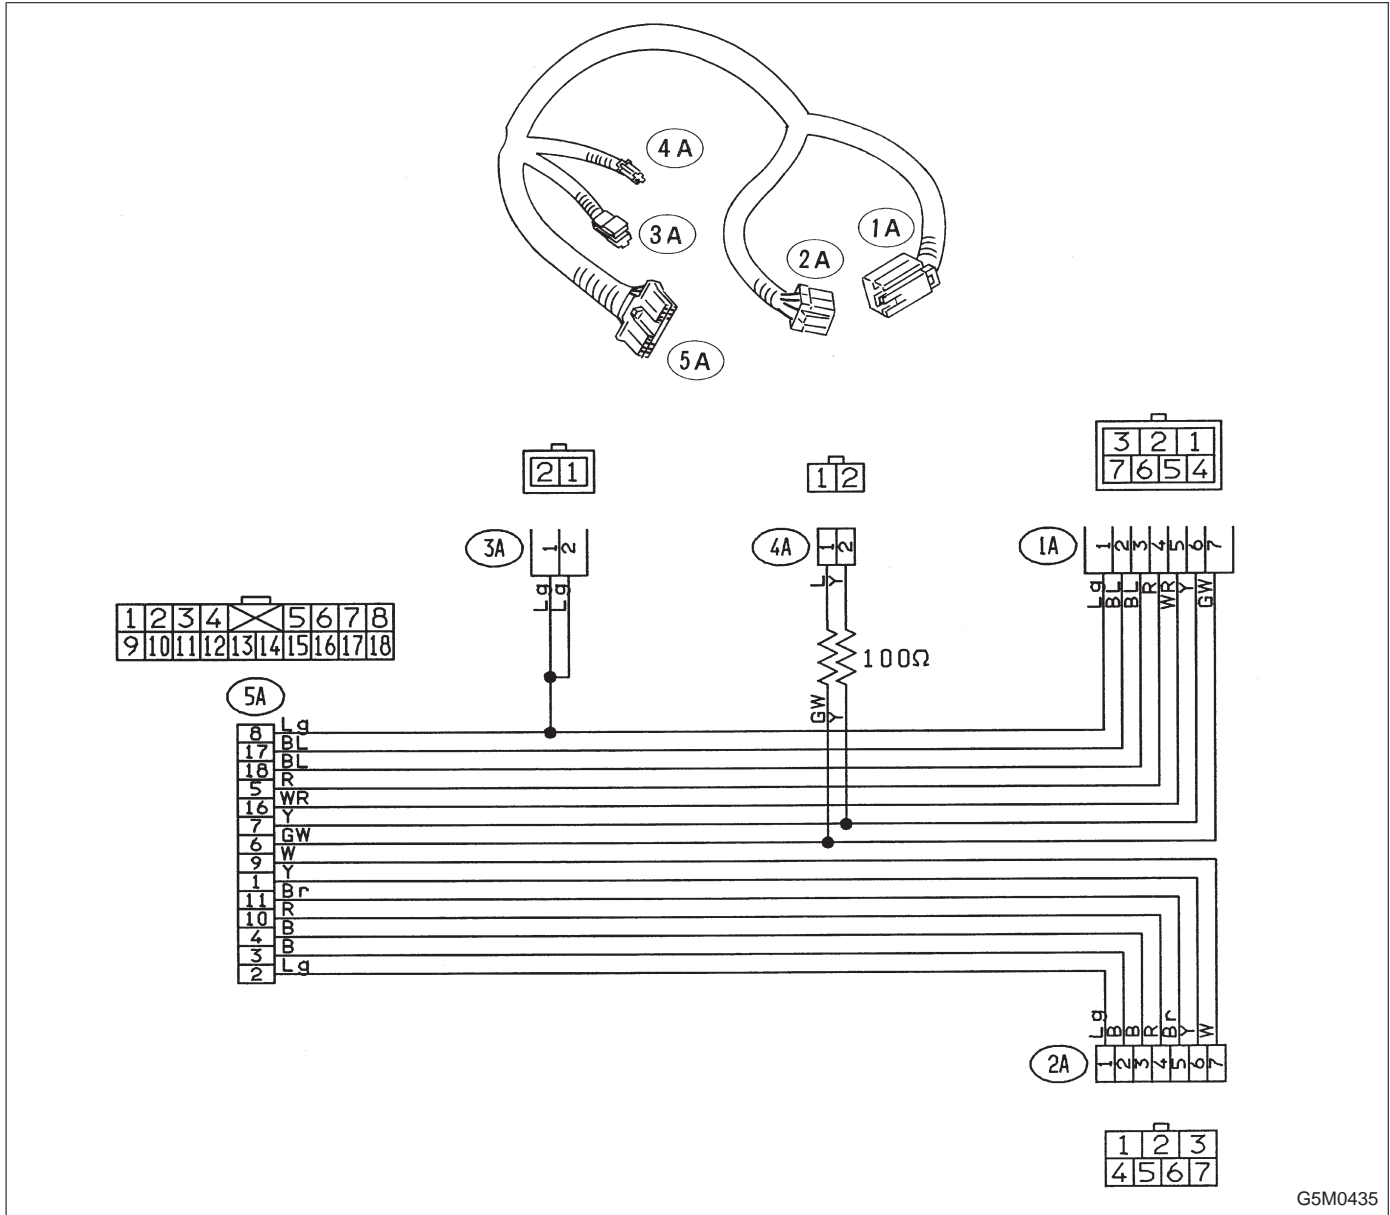 4A
3A
1A
2A
5A
3 2 1
7 6 5 4
2 1
1 2
3A
1 2
4A
1 2
1A
1 2 3 4 5 6 7
Lg Lg
L Y
Lg BL BL R WR Y GW
1 2 3 4 5 6 7 8
9 10 11 12 13 14 15 16 17 18
100Ω
5A
GW Y
8 Lg
17 BL
18 BL
5 R
16 WR
7 Y
6 GW
9 W
1 Y
11 Br
10 R
4 B
3 B
2 Lg
Lg B B R Br Y W
2A
1 2 3 4 5 6 7
1 2 3
4 5 6 7
G5M0435